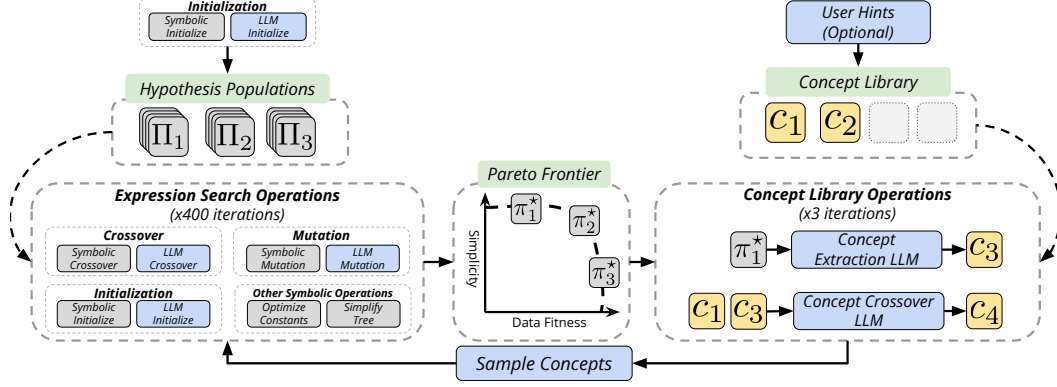 Initialization
Symbolic Initialize
LLM Initialize
Hypothesis Populations
Π1
Π2
Π3
User Hints
(Optional)
Concept Library
c1
c2
Expression Search Operations
(x400 iterations)
Crossover
Symbolic Crossover
LLM Crossover
Mutation
Symbolic Mutation
LLM Mutation
Initialization
Symbolic Initialize
LLM Initialize
Other Symbolic Operations
Optimize Constants
Simplify Tree
Pareto Frontier
Simplicity
π1⋆
π2⋆
π3⋆
Data Fitness
Concept Library Operations
(x3 iterations)
π1⋆
Concept
Extraction LLM
c3
c1
c3
Concept Crossover
LLM
c4
Sample Concepts